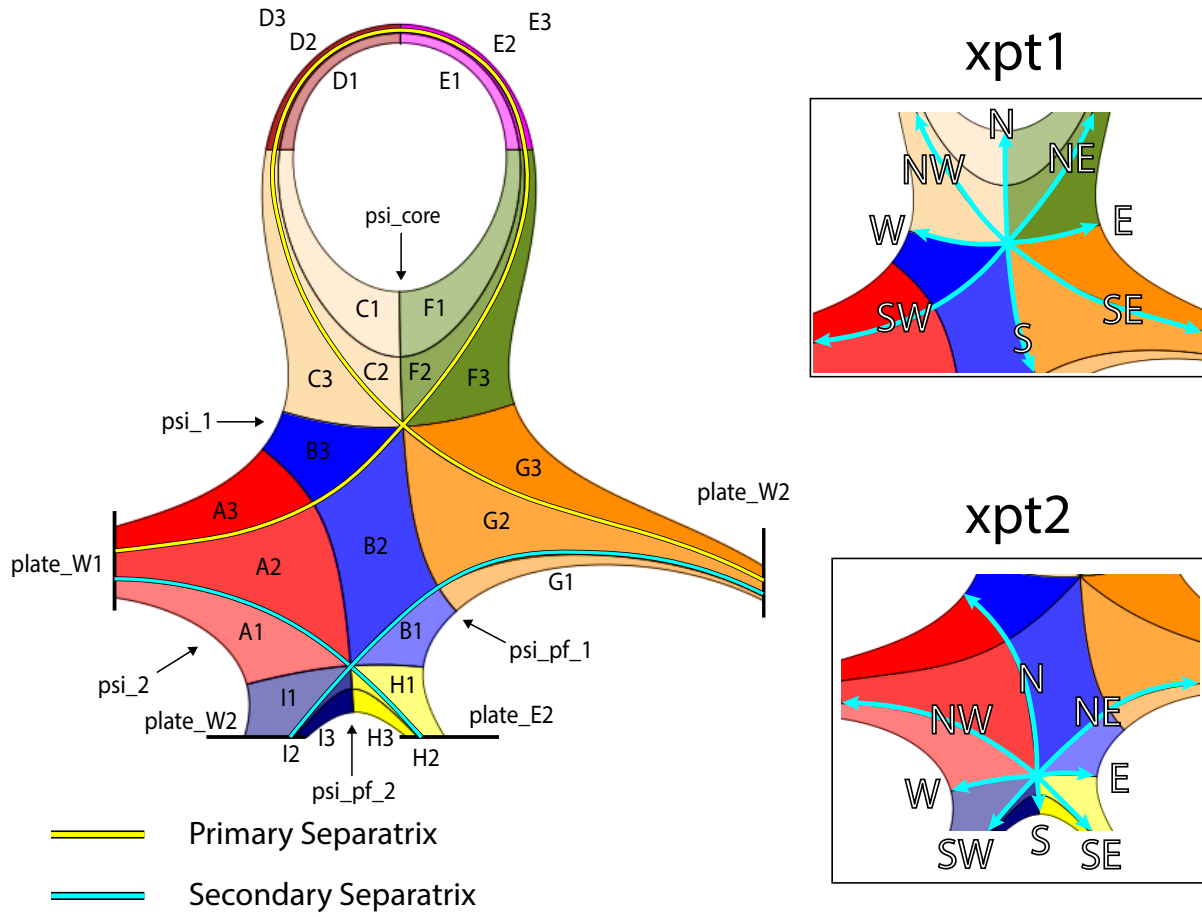 D3
E3
D2
E2
D1
E1
psi_core
C1
F1
C2
F2
C3
F3
psi_1
B3
G3
A3
G2
plate_W2
plate_W1
A2
B2
G1
A1
B1
psi_pf_1
psi_2
I1
H1
plate_W2
plate_E2
I2
I3
H3
H2
psi_pf_2
Primary Separatrix
Secondary Separatrix
xpt1
N
NW
NE
W
E
SW
S
SE
xpt2
N
NW
NE
W
E
SW
S
SE